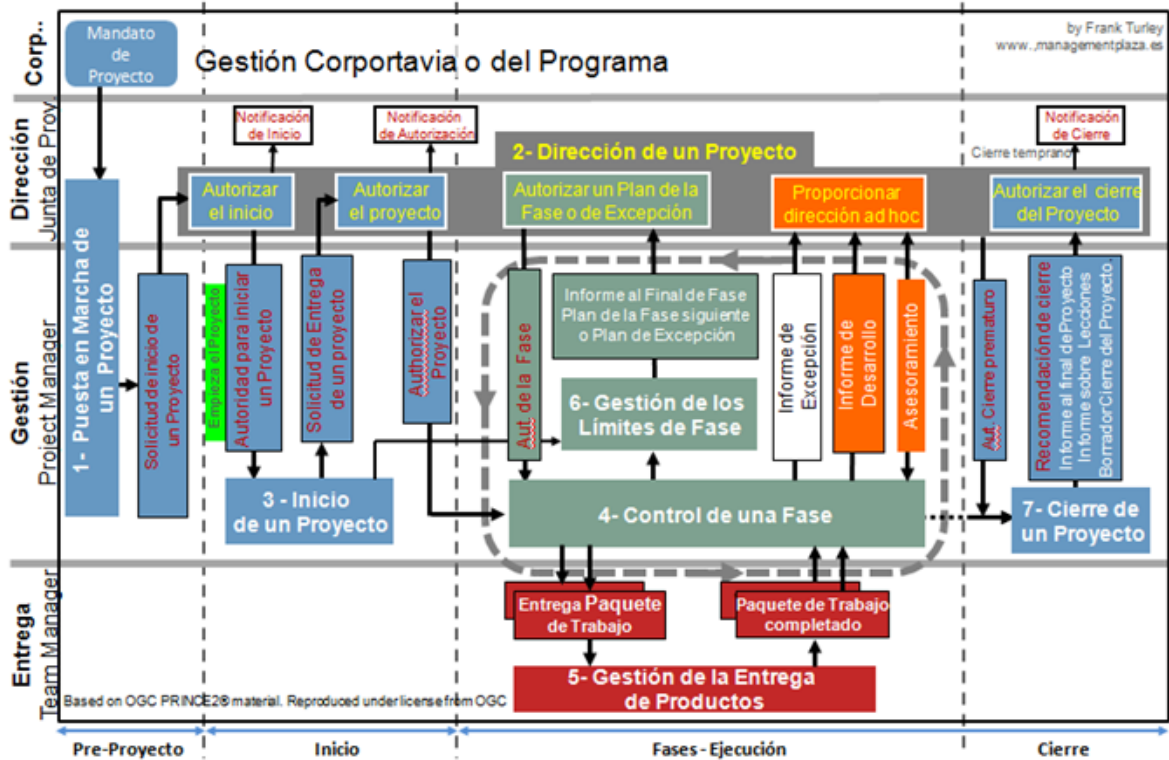 Corp..
Mandato
de
Proyecto
Gestión Corportavia o del Programa
by Frank Turley
www.,managementplaza.es
Dirección
Junta de Proy.
Notificación
de Inicio
Notificación
de Autorización
2- Dirección de un Proyecto
Cierre temprano
Notificación
de Cierre
Autorizar
el inicio
Autorizar
el proyecto
Autorizar un Plan de la
Fase o de Excepción
Proporcionar
dirección ad hoc
Autorizar el cierre
del Proyecto
Gestión
Project Manager
1- Puesta en Marcha de
un Proyecto
Solicitud de inicio de
un Proyecto
Empieza el Proyecto
Autoridad para iniciar
un Proyecto
Solicitud de Entrega
de un proyecto
Authorizar el
Proyecto
Aut. de la Fase
Informe al Final de Fase
Plan de la Fase siguiente
o Plan de Excepción
6- Gestión de los
Límites de Fase
Informe de
Excepción
Informe de
Desarrollo
Asesoramiento
Aut. Cierre prematuro
Recomendación de cierre
Informe al final de Proyecto
Informe sobre Lecciones
Borrador Cierre del Proyecto.
3 - Inicio
de un Proyecto
4- Control de una Fase
7- Cierre de
un Proyecto
Entrega
Team Manager
Entrega Paquete
de Trabajo
Paquete de Trabajo
completado
5- Gestión de la Entrega
de Productos
Based on OGC PRINCE2® material. Reproduced under license from OGC
Pre-Proyecto
Inicio
Fases - Ejecución
Cierre